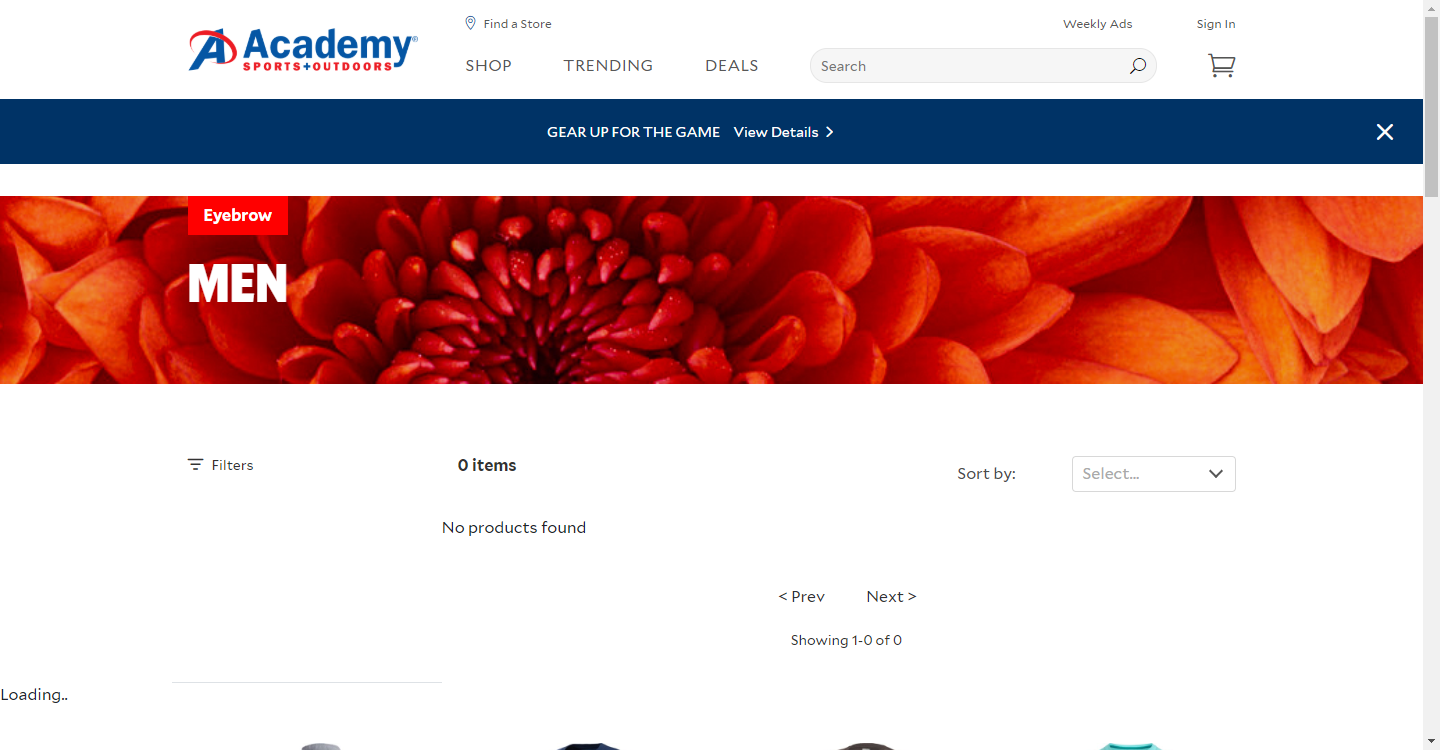 Find a Store
Weekly Ads
Sign In
Academy
SPORTS+OUTDOORS
SHOP
TRENDING
DEALS
Search
GEAR UP FOR THE GAME View Details
Eyebrow
MEN
Filters
0 items
Sort by:
Select...
No products found
< Prev
Next >
Showing 1-0 of 0
Loading..